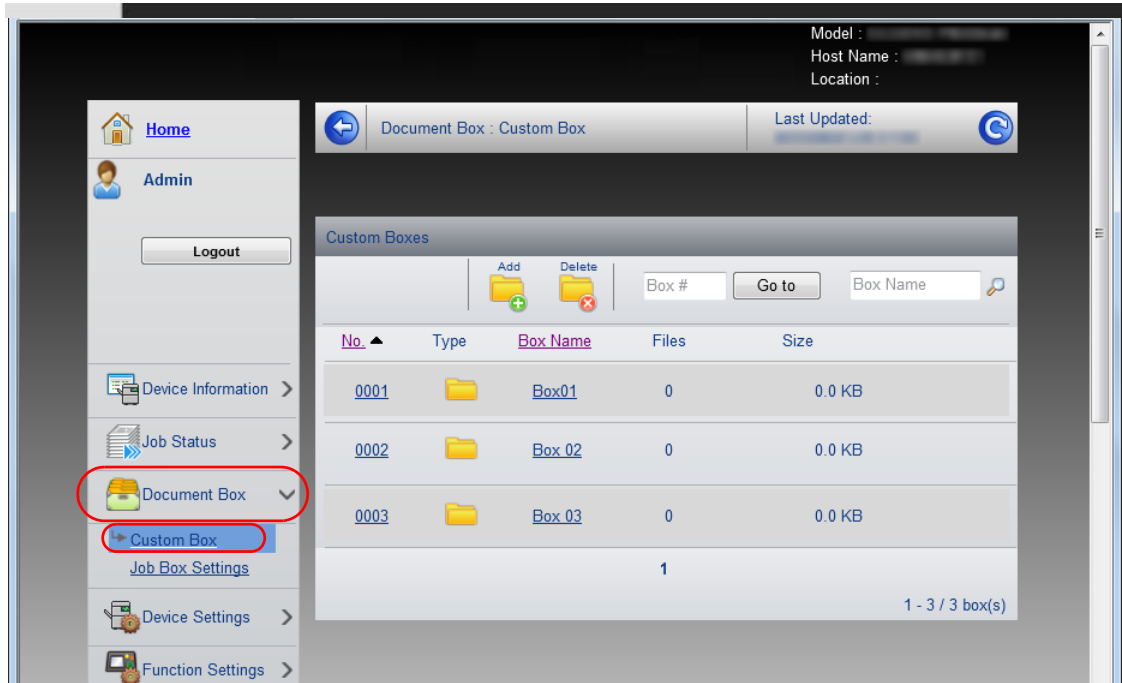 Model :
Host Name :
Location :
Home
Admin
Logout
Document Box : Custom Box
Last Updated:
Custom Boxes
Add
Delete
Box #
Go to
Box Name
No. ▲ Type Box Name Files Size
0001 Box01 0 0.0 KB
0002 Box 02 0 0.0 KB
0003 Box 03 0 0.0 KB
1
1 - 3 / 3 box(s)
Device Information
Job Status
Document Box
Custom Box
Job Box Settings
Device Settings
Function Settings